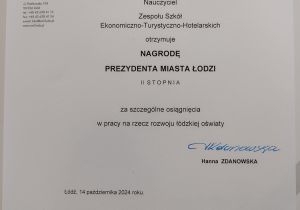 Nauczyciel
Zespołu Szkół
Ekonomiczno-Turystyczno-Hotelarskich
otrzymuje
NAGRODĘ
PREZYDENTA MIASTA ŁODZI
II STOPNIA
za szczególne osiągnięcia
w pracy na rzecz rozwoju łódzkiej oświaty
Hanna ZDANOWSKA
Łódź, 14 października 2024 roku